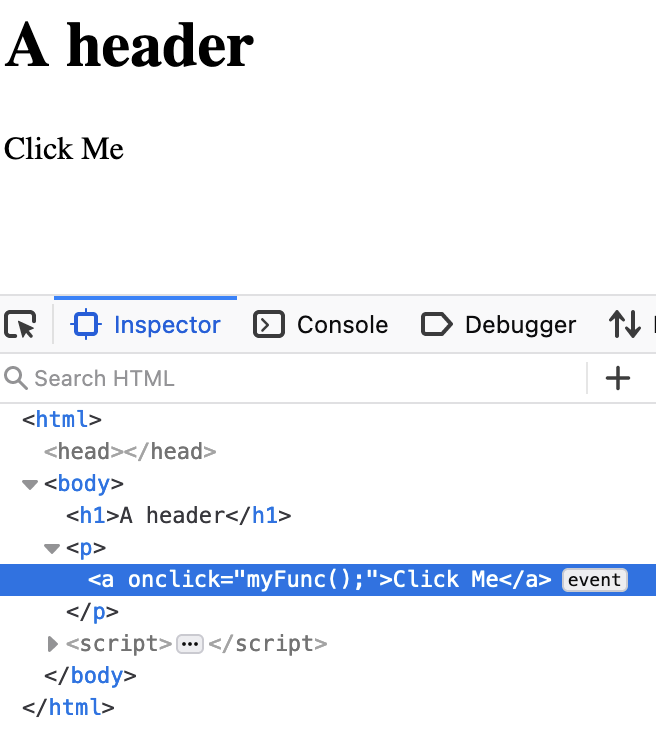 A header
Click Me
Inspector Console Debugger
Search HTML
<html>
<head></head>
<body>
<h1>A header</h1>
<p>
<a onclick="myFunc();">Click Me</a> event
</p>
<script>…</script>
</body>
</html>